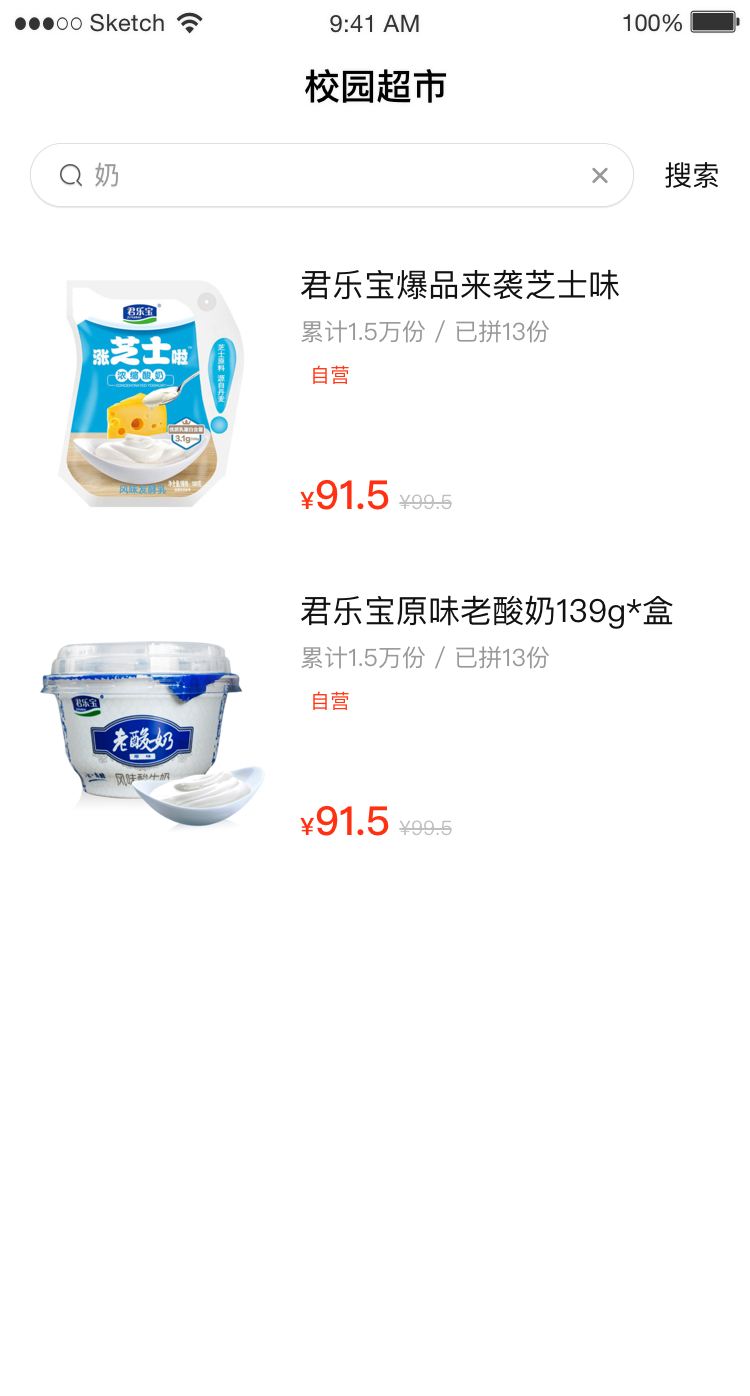 Sketch 9:41 AM 100%
校园超市
奶 搜索
君乐宝爆品来袭芝士味
累计1.5万份 / 已拼13份
自营
¥91.5 ¥99.5
君乐宝
涨芝士啦
浓缩酸奶
芝士原料 源自丹麦
3.1g
风味发酵乳
君乐宝原味老酸奶139g*盒
累计1.5万份 / 已拼13份
自营
¥91.5 ¥99.5
君乐宝
老酸奶
原味
风味酸牛奶